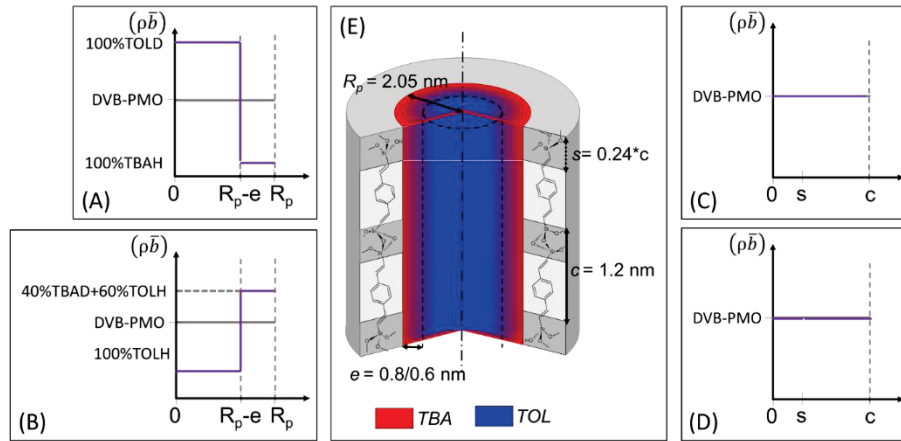 (ρb̄)
100%TOLD
DVB-PMO
100%TBAH
0
Rp-e
Rp
(A)
(ρb̄)
40%TBAD+60%TOLH
DVB-PMO
100%TOLH
0
Rp-e
Rp
(B)
(E)
Rp = 2.05 nm
s= 0.24*c
c = 1.2 nm
e = 0.8/0.6 nm
TBA
TOL
(C)
(ρb̄)
DVB-PMO
0
s
c
(ρb̄)
DVB-PMO
0
s
c
(D)